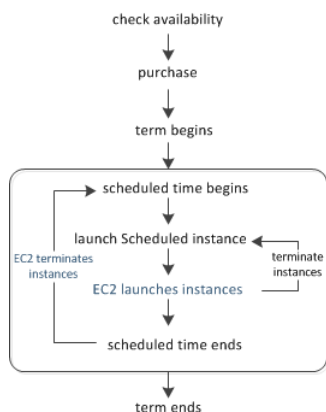 check availability
purchase
term begins
scheduled time begins
launch Scheduled instance
EC2 terminates
instances
terminate
instances
EC2 launches instances
scheduled time ends
term ends